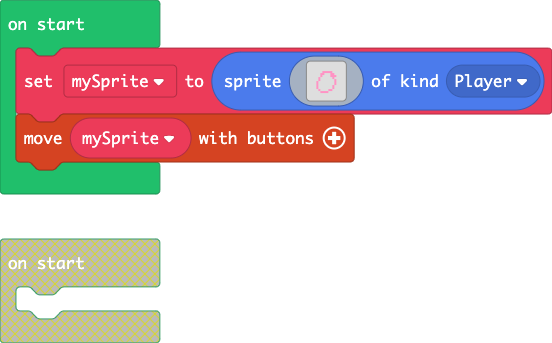 on start
set mySprite to sprite of kind Player
move mySprite with buttons
on start